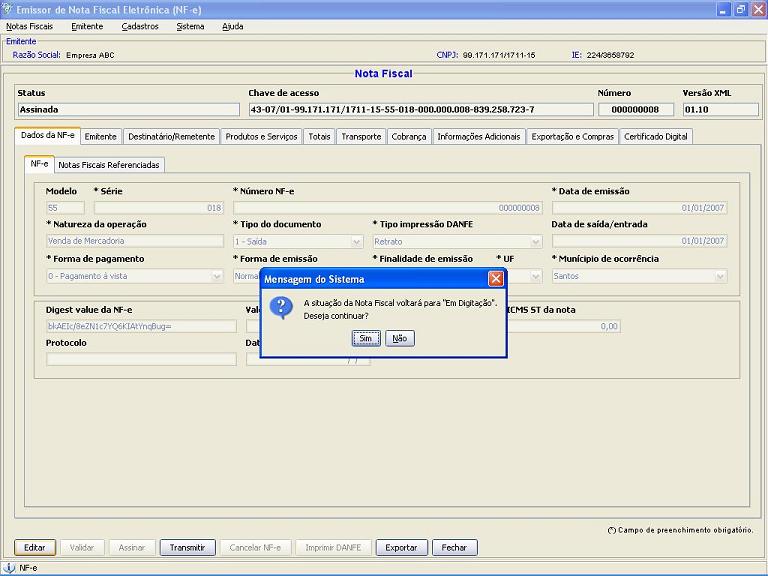 Emissor de Nota Fiscal Eletrônica (NF-e)
Notas Fiscais Emitente Cadastros Sistema Ajuda
Emitente
Razão Social: Empresa ABC CNPJ: 99.171.171/1711-15 IE: 224/3658792
Nota Fiscal
Status Chave de acesso Número Versão XML
Assinada 43-07/01-99.171.171/1711-15-55-018-000.000.008-839.258.723-7 000000008 01.10
Dados da NF-e Emitente Destinatário/Remetente Produtos e Serviços Totais Transporte Cobrança Informações Adicionais Exportação e Compras Certificado Digital
NF-e Notas Fiscais Referenciadas
Modelo * Série * Número NF-e * Data de emissão
55 018 000000008 01/01/2007
* Natureza da operação * Tipo do documento * Tipo impressão DANFE Data de saída/entrada
Venda de Mercadoria 1 - Saída Retrato 01/01/2007
* Forma de pagamento * Forma de emissão * Finalidade de emissão * UF * Município de ocorrência
0 - Pagamento à vista Norma Santos
Mensagem do Sistema
A situação da Nota Fiscal voltará para "Em Digitação".
Deseja continuar?
Sim Não
Digest value da NF-e Val ICMS ST da nota
bkAEIc/8eZN1c7YQ6KIAtYnqBug= 0,00
Protocolo Dat
/ /
(*) Campo de preenchimento obrigatório.
Editar Validar Assinar Transmitir Cancelar NF-e Imprimir DANFE Exportar Fechar
NF-e